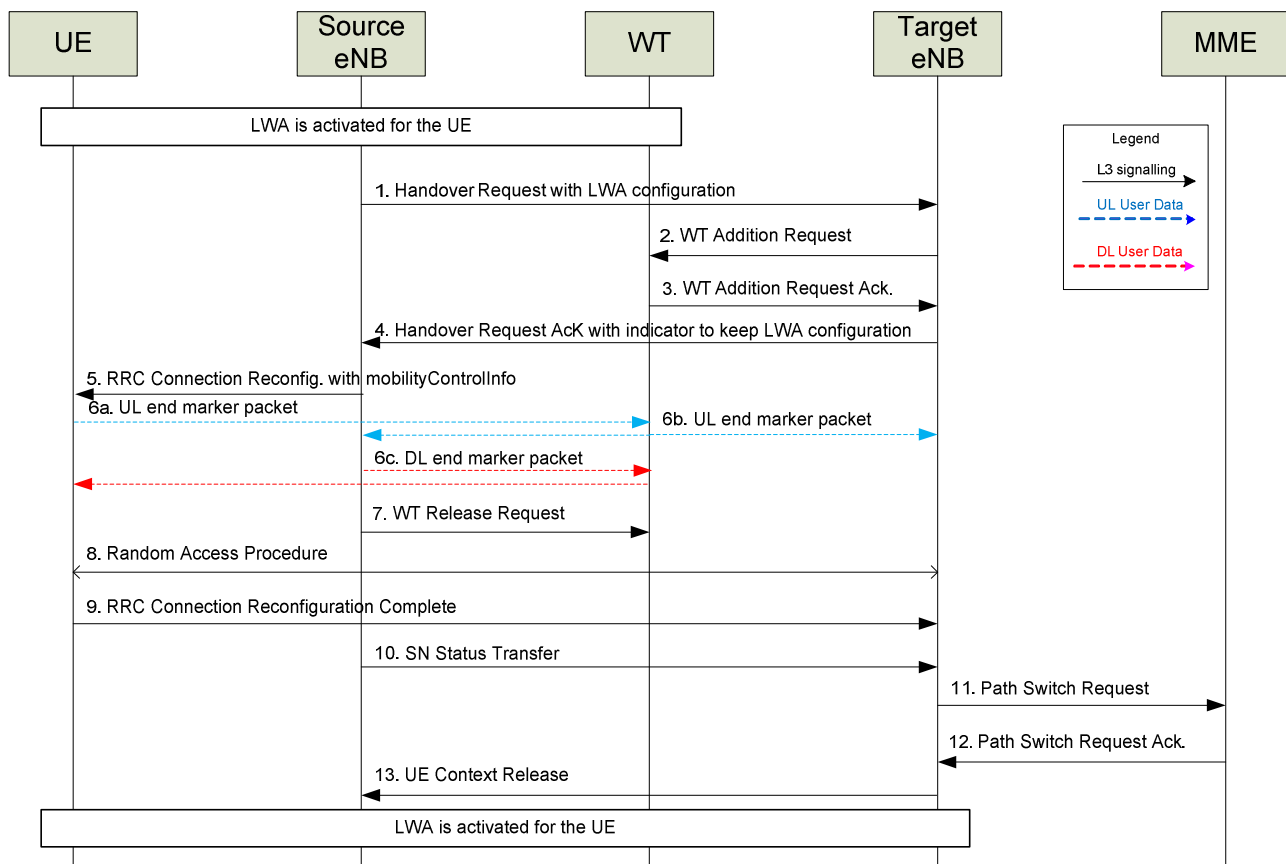 UE
Source
eNB
WT
Target
eNB
MME
LWA is activated for the UE
Legend
L3 signalling
UL User Data
DL User Data
1. Handover Request with LWA configuration
2. WT Addition Request
3. WT Addition Request Ack.
4. Handover Request AcK with indicator to keep LWA configuration
5. RRC Connection Reconfig. with mobilityControlInfo
6a. UL end marker packet
6b. UL end marker packet
6c. DL end marker packet
7. WT Release Request
8. Random Access Procedure
9. RRC Connection Reconfiguration Complete
10. SN Status Transfer
11. Path Switch Request
12. Path Switch Request Ack.
13. UE Context Release
LWA is activated for the UE